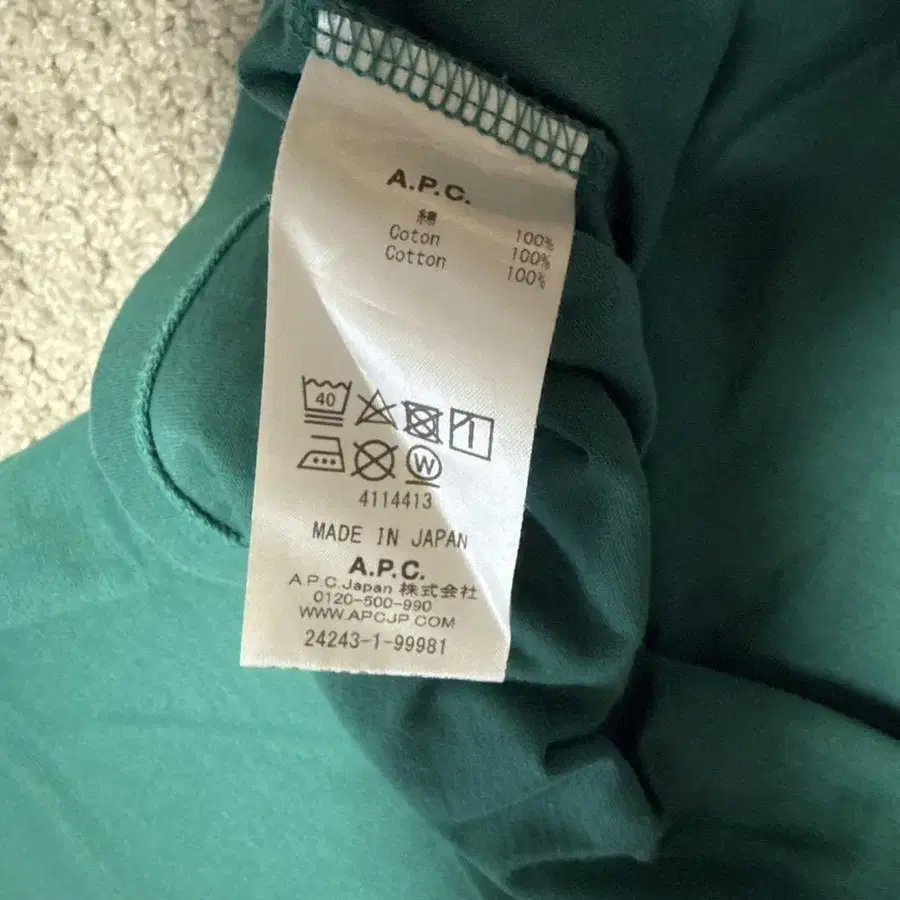 A.P.C.
綿 100%
Coton 100%
Cotton 100%
40
W
4114413
MADE IN JAPAN
A.P.C.
A.P.C.Japan 株式会社
0120-500-990
WWW.APCJP.COM
24243-1-99981